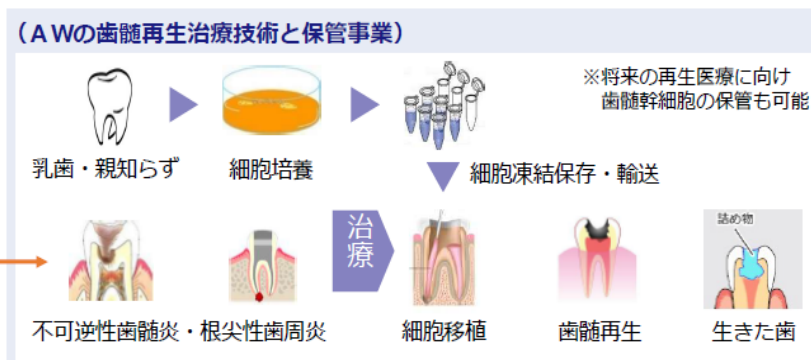 (AWの歯髄再生治療技術と保管事業)
※将来の再生医療に向け
歯髄幹細胞の保管も可能
乳歯・親知らず
細胞培養
細胞凍結保存・輸送
治療
詰め物
不可逆性歯髄炎・根尖性歯周炎
細胞移植
歯髄再生
生きた歯